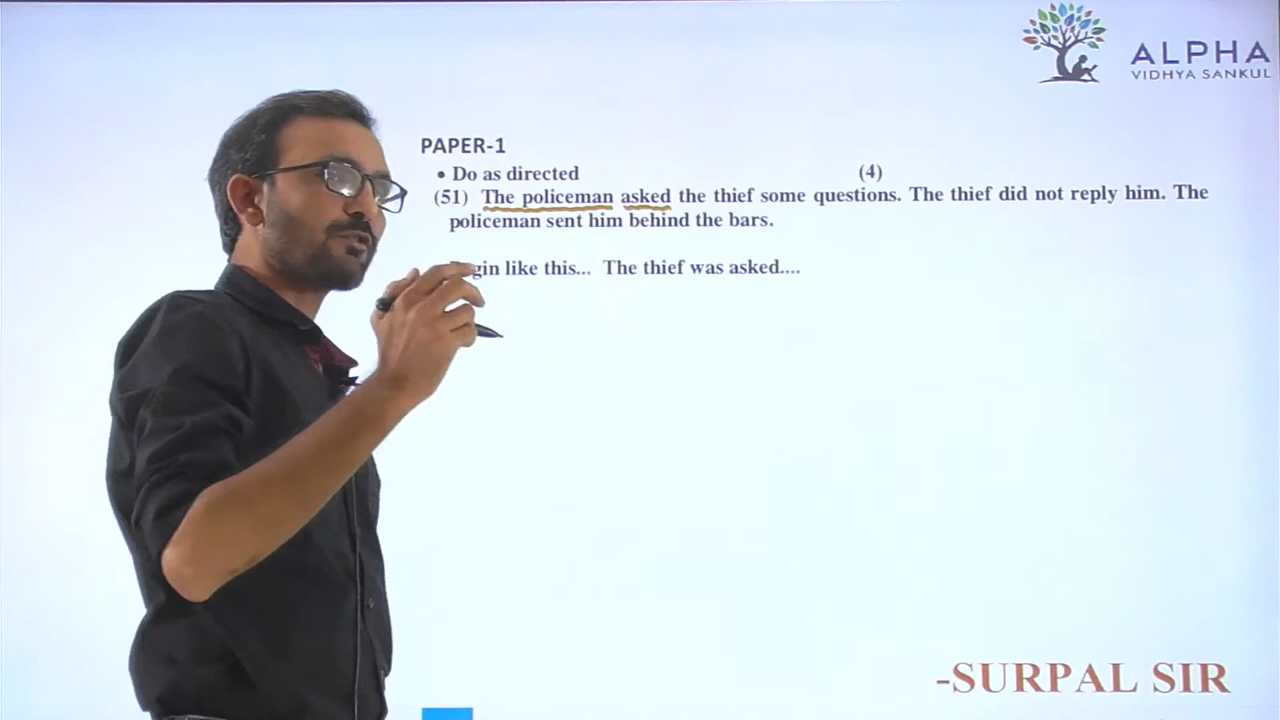 ALPHA
VIDHYA SANKUL
PAPER-1
• Do as directed (4)
(51) The policeman asked the thief some questions. The thief did not reply him. The
policeman sent him behind the bars.
like this... The thief was asked....
-SURPAL SIR